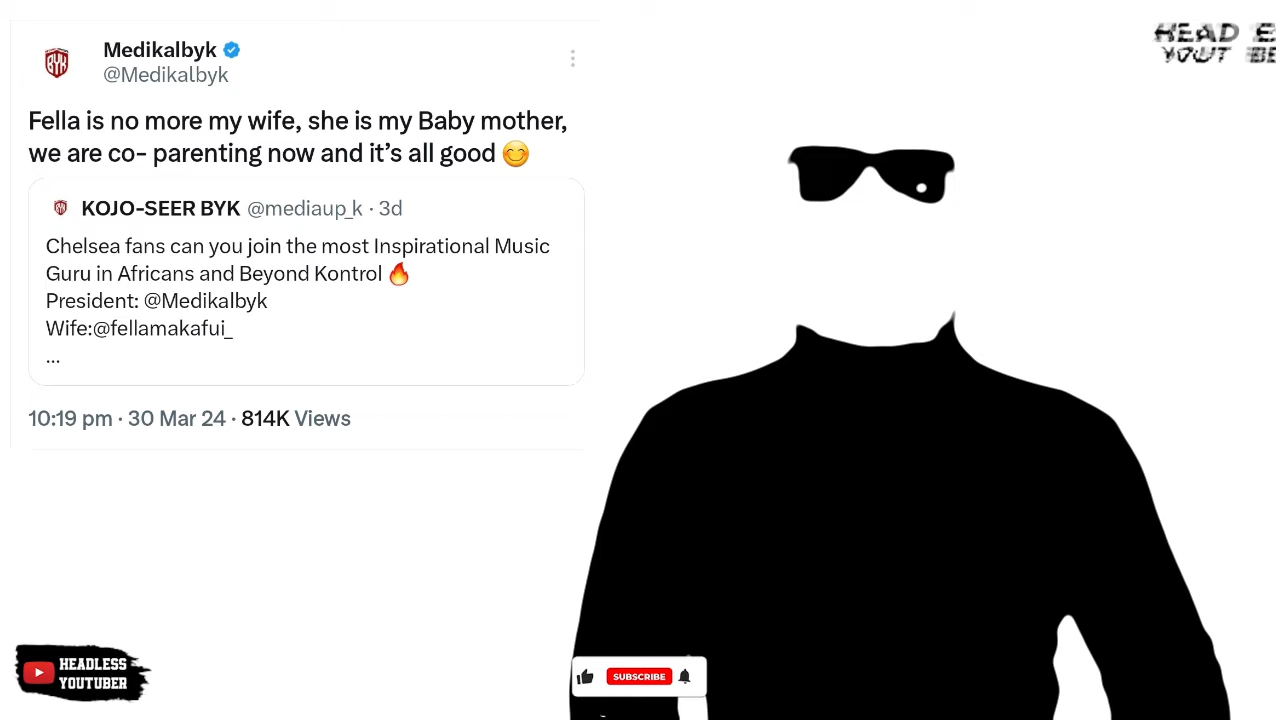 Medikalbyk
@Medikalbyk
Fella is no more my wife, she is my Baby mother,
we are co- parenting now and it’s all good 😊
KOJO-SEER BYK @mediaup_k · 3d
Chelsea fans can you join the most Inspirational Music
Guru in Africans and Beyond Kontrol 🔥
President: @Medikalbyk
Wife:@fellamakafui_
...
10:19 pm · 30 Mar 24 · 814K Views
HEAD
HEADLESS
YOUTUBER
SUBSCRIBE